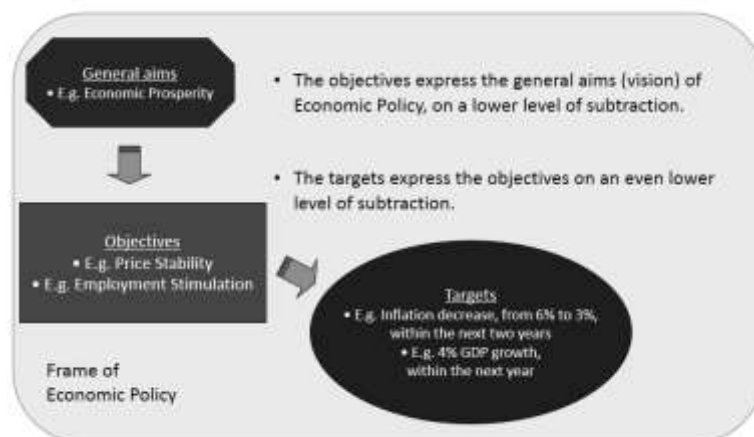 General aims
• E.g. Economic Prosperity
• The objectives express the general aims (vision) of
Economic Policy, on a lower level of subtraction.
• The targets express the objectives on an even lower
level of subtraction.
Objectives
• E.g. Price Stability
• E.g. Employment Stimulation
Targets
• E.g. Inflation decrease, from 6% to 3%,
within the next two years
• E.g. 4% GDP growth,
within the next year
Frame of
Economic Policy